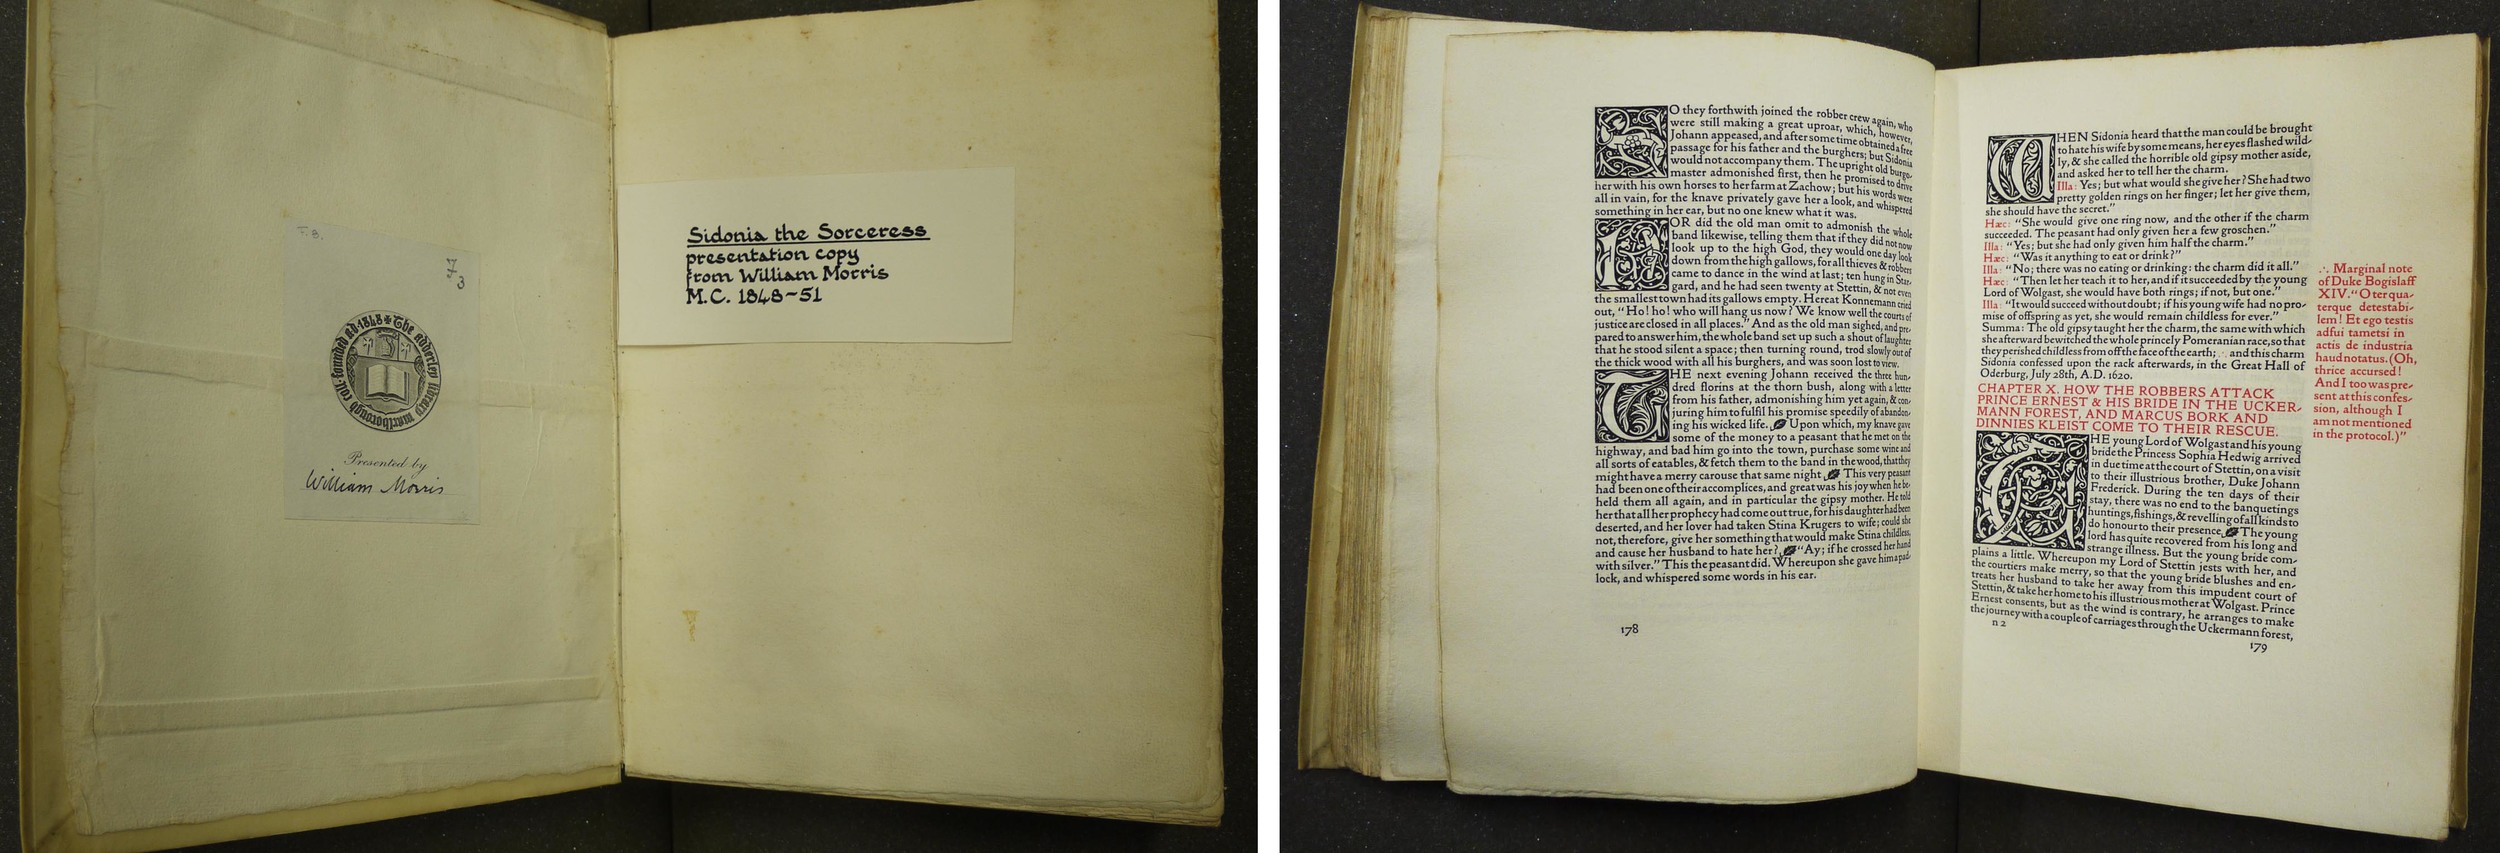 F. 8.
The adderley library marlborough coll: founded ad·1848
Presented by
William Morris
Sidonia the Sorceress
presentation copy
from William Morris
M.C. 1848-51
SO they forthwith joined the robber crew again, who
were still making a great uproar, which, however,
Johann appeased, and after some time obtained a free
passage for his father and the burghers; but Sidonia
would not accompany them. The upright old burgo-
master admonished first, then he promised to drive
her with his own horses to her farm at Zachow; but his words were
all in vain, for the knave privately gave her a look, and whispered
something in her ear, but no one knew what it was.
NOR did the old man omit to admonish the whole
band likewise, telling them that if they did not now
look up to the high God, they would one day look
down from the high gallows, for all thieves & robbers
came to dance in the wind at last; ten hung in Star-
gard, and he had seen twenty at Stettin, & not even
the smallest town had its gallows empty. Hereat Konnemann cried
out, "Ho! ho! who will hang us now? We know well the courts of
justice are closed in all places." And as the old man sighed, and pre-
pared to answer him, the whole band set up such a shout of laughter
that he stood silent a space; then turning round, trod slowly out of
the thick wood with all his burghers, and was soon lost to view.
THE next evening Johann received the three hun-
dred florins at the thorn bush, along with a letter
from his father, admonishing him yet again, & con-
juring him to fulfil his promise speedily of abandon-
ing his wicked life. Upon which, my knave gave
some of the money to a peasant that he met on the
highway, and bad him go into the town, purchase some wine and
all sorts of eatables, & fetch them to the band in the wood, that they
might have a merry carouse that same night. This very peasant
had been one of their accomplices, and great was his joy when he be-
held them all again, and in particular the gipsy mother. He told
her that all her prophecy had come out true, for his daughter had been
deserted, and her lover had taken Stina Krugers to wife; could she
not, therefore, give her something that would make Stina childless,
and cause her husband to hate her? "Ay; if he crossed her hand
with silver." This the peasant did. Whereupon she gave him a pad-
lock, and whispered some words in his ear.
178
WHEN Sidonia heard that the man could be brought
to hate his wife by some means, her eyes flashed wild-
ly, & she called the horrible old gipsy mother aside,
and asked her to tell her the charm.
Illa: Yes; but what would she give her? She had two
pretty golden rings on her finger; let her give them,
she should have the secret."
Hæc: "She would give one ring now, and the other if the charm
succeeded. The peasant had only given her a few groschen."
Illa: "Yes; but she had only given him half the charm."
Hæc: "Was it anything to eat or drink?"
Illa: "No; there was no eating or drinking: the charm did it all."
Hæc: "Then let her teach it to her, and if it succeeded by the young
Lord of Wolgast, she would have both rings; if not, but one."
Illa: "It would succeed without doubt; if his young wife had no pro-
mise of offspring as yet, she would remain childless for ever."
Summa: The old gipsy taught her the charm, the same with which
she afterward bewitched the whole princely Pomeranian race, so that
they perished childless from off the face of the earth; ∴ and this charm
Sidonia confessed upon the rack afterwards, in the Great Hall of
Oderburg, July 28th, A.D. 1620.
∴ Marginal note
of Duke Bogislaff
XIV. "O ter qua-
terque detestabi-
lem! Et ego testis
adfui tametsi in
actis de industria
haud notatus. (Oh,
thrice accursed!
And I too was pre-
sent at this confes-
sion, although I
am not mentioned
in the protocol.)"
CHAPTER X. HOW THE ROBBERS ATTACK
PRINCE ERNEST & HIS BRIDE IN THE UCKER-
MANN FOREST, AND MARCUS BORK AND
DINNIES KLEIST COME TO THEIR RESCUE.
THE young Lord of Wolgast and his young
bride the Princess Sophia Hedwig arrived
in due time at the court of Stettin, on a visit
to their illustrious brother, Duke Johann
Frederick. During the ten days of their
stay, there was no end to the banquetings
huntings, fishings, & revelling of all kinds to
do honour to their presence. The young
lord has quite recovered from his long and
strange illness. But the young bride com-
plains a little. Whereupon my Lord of Stettin jests with her, and
the courtiers make merry, so that the young bride blushes and en-
treats her husband to take her away from this impudent court of
Stettin, & take her home to his illustrious mother at Wolgast. Prince
Ernest consents, but as the wind is contrary, he arranges to make
the journey with a couple of carriages through the Uckermann forest,
n 2
179